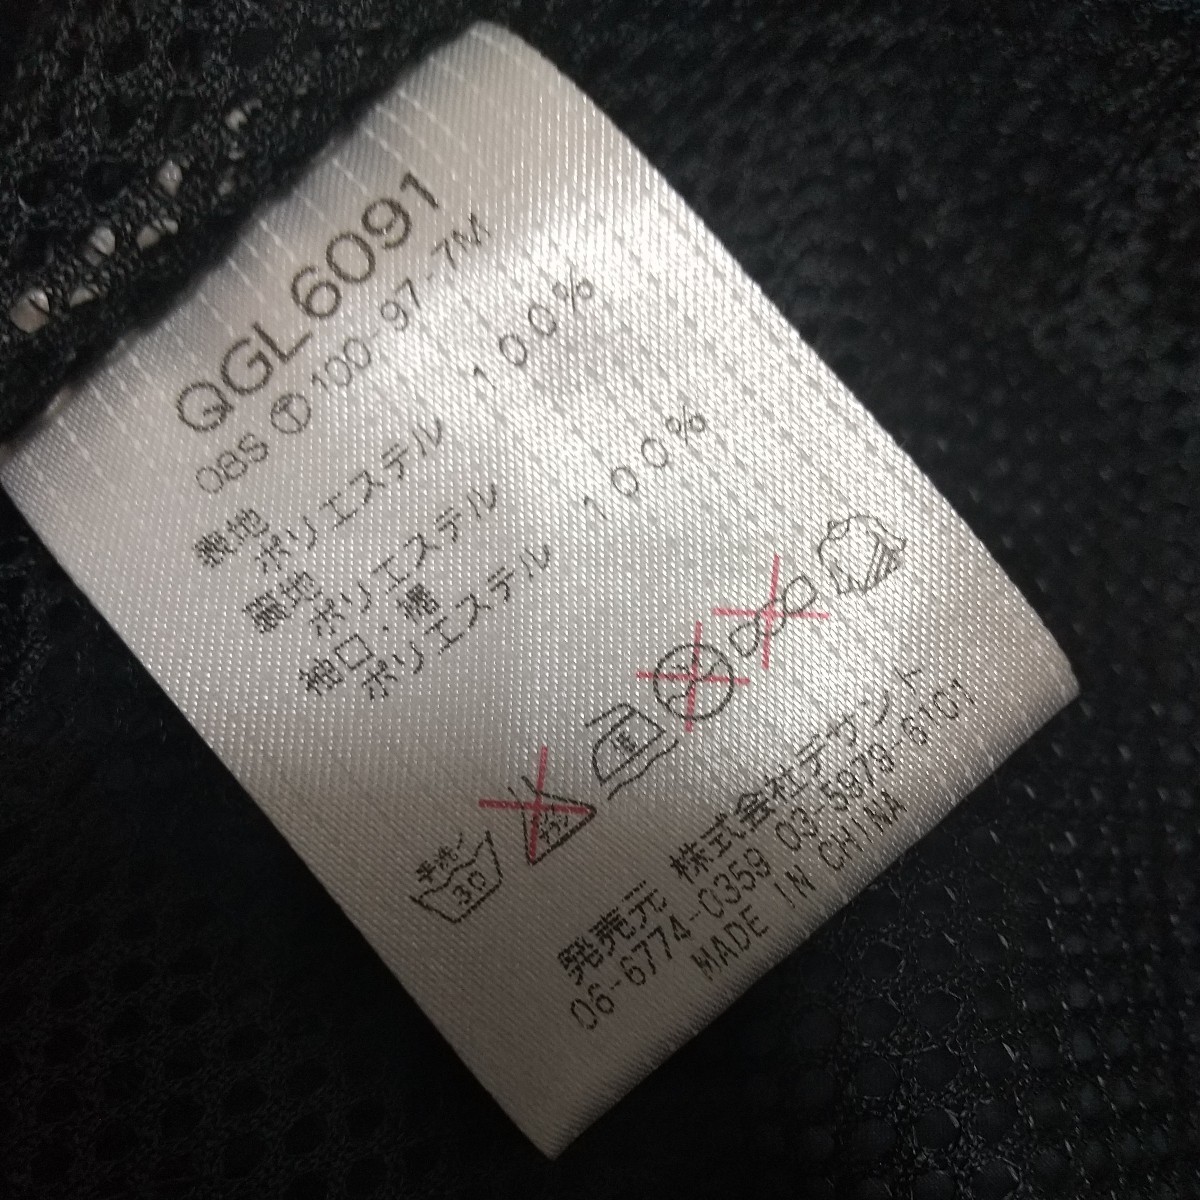 QGL6091
08S Ⓣ 100-97-7M
表地
ポリエステル 100%
裏地
ポリエステル 100%
袖口・裾
ポリエステル
手洗イ
30
発売元 株式会社デサント
06-6774-0359 03-5979-6101
MADE IN CHINA